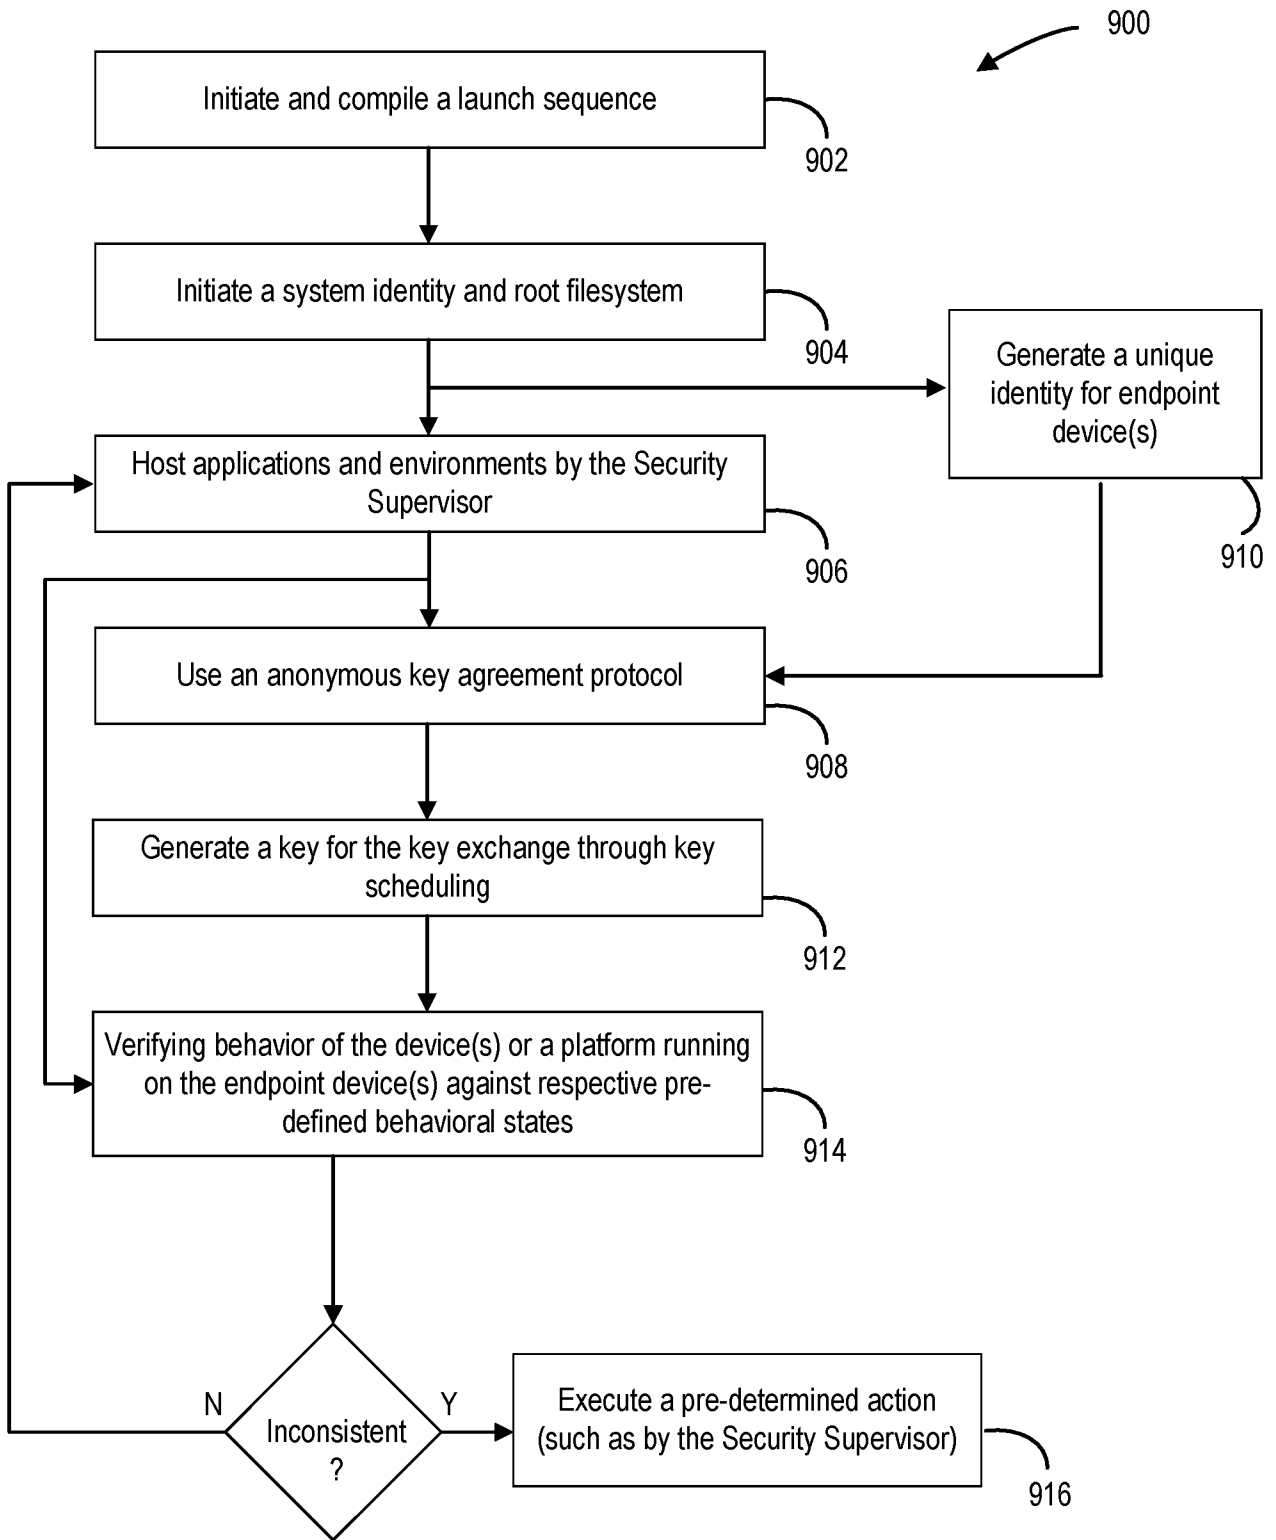 900
Initiate and compile a launch sequence
902
Initiate a system identity and root filesystem
904
Generate a unique
identity for endpoint
device(s)
910
Host applications and environments by the Security
Supervisor
906
Use an anonymous key agreement protocol
908
Generate a key for the key exchange through key
scheduling
912
Verifying behavior of the device(s) or a platform running
on the endpoint device(s) against respective pre-
defined behavioral states
914
N
Y
Inconsistent
?
Execute a pre-determined action
(such as by the Security Supervisor)
916